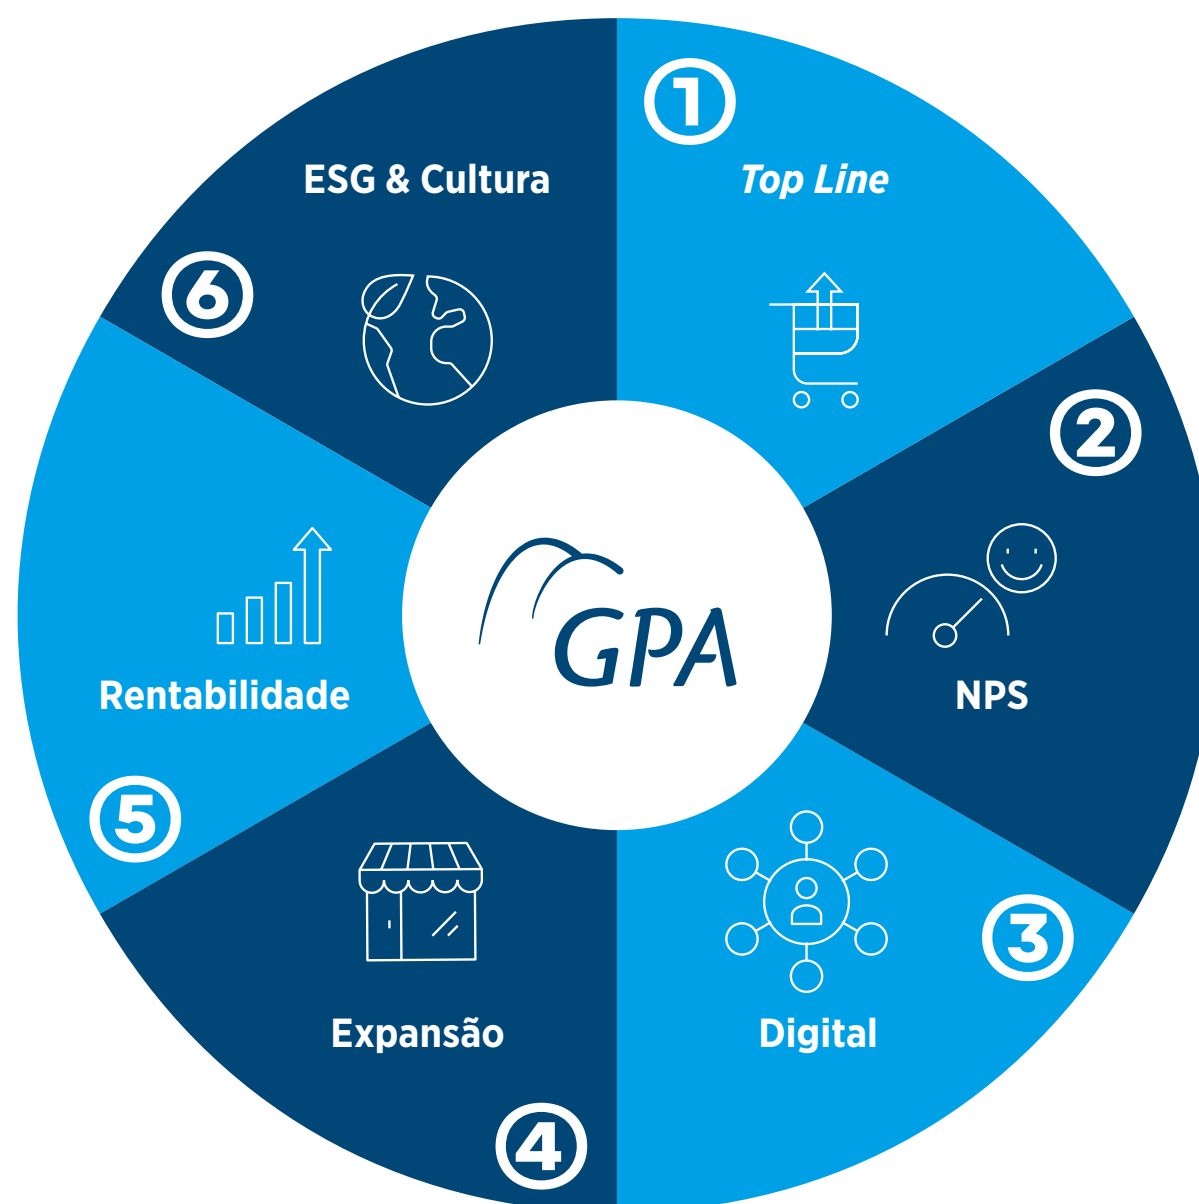 1
Top Line
2
NPS
3
Digital
4
Expansão
5
Rentabilidade
6
ESG & Cultura
GPA